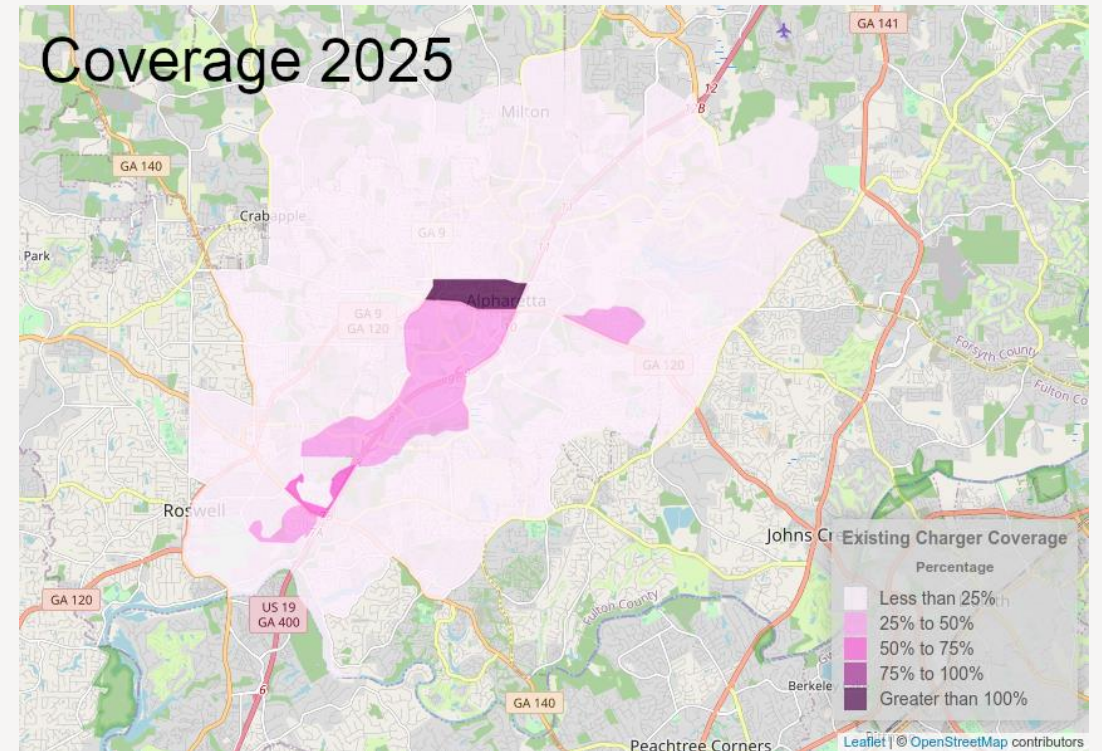 Coverage 2025
GA 141
12
B
Milton
GA 140
Crabapple
GA 9
Park
Alpharetta
GA 9
GA 120
10
GA 120
Forsyth County
Fulton Co
Roswell
Johns Cr
Existing Charger Coverage
Percentage
Less than 25%
25% to 50%
50% to 75%
75% to 100%
Greater than 100%
GA 120
US 19
GA 400
Fulton County
6
GA 140
Berkele
Peachtree Corners
Leaflet | © OpenStreetMap contributors